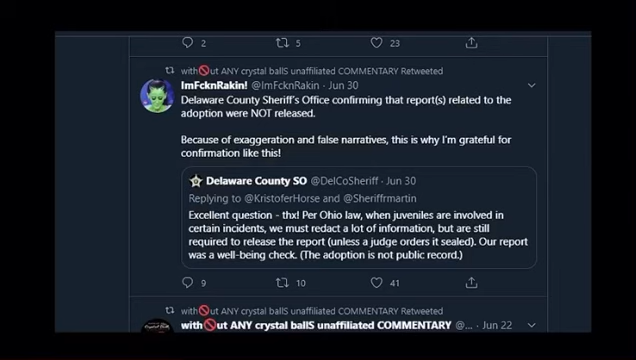 2 5 23
with🚫ut ANY crystal ballS unaffiliated COMMENTARY Retweeted
ImFcknRakin! @ImFcknRakin · Jun 30
Delaware County Sheriff's Office confirming that report(s) related to the
adoption were NOT released.
Because of exaggeration and false narratives, this is why I'm grateful for
confirmation like this!
Delaware County SO @DelCoSheriff · Jun 30
Replying to @KristoferHorse and @Sheriffrmartin
Excellent question - thx! Per Ohio law, when juveniles are involved in
certain incidents, we must redact a lot of information, but are still
required to release the report (unless a judge orders it sealed). Our report
was a well-being check. (The adoption is not public record.)
9 10 41
with🚫ut ANY crystal ballS unaffiliated COMMENTARY Retweeted
with🚫ut ANY crystal ballS unaffiliated COMMENTARY @... · Jun 22